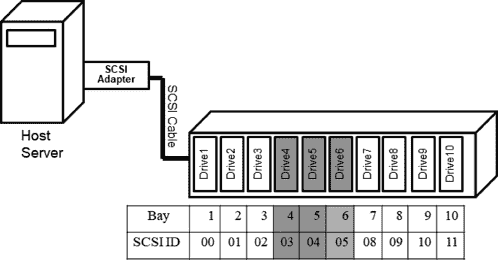 SCSI
Adapter
SCSI Cable
Host
Server
Drive1 Drive2 Drive3 Drive4 Drive5 Drive6 Drive7 Drive8 Drive9 Drive10
Bay 1 2 3 4 5 6 7 8 9 10
SCSI ID 00 01 02 03 04 05 08 09 10 11